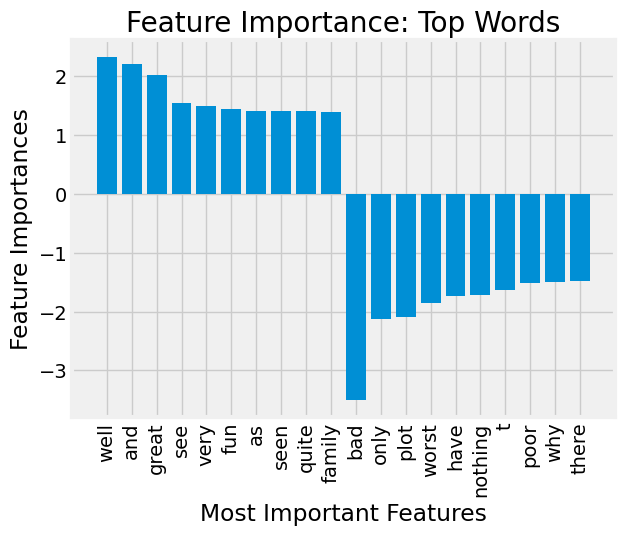 Feature Importance: Top Words
Feature Importances
2
1
0
−1
−2
−3
well
and
great
see
very
fun
as
seen
quite
family
bad
only
plot
worst
have
nothing
t
poor
why
there
Most Important Features